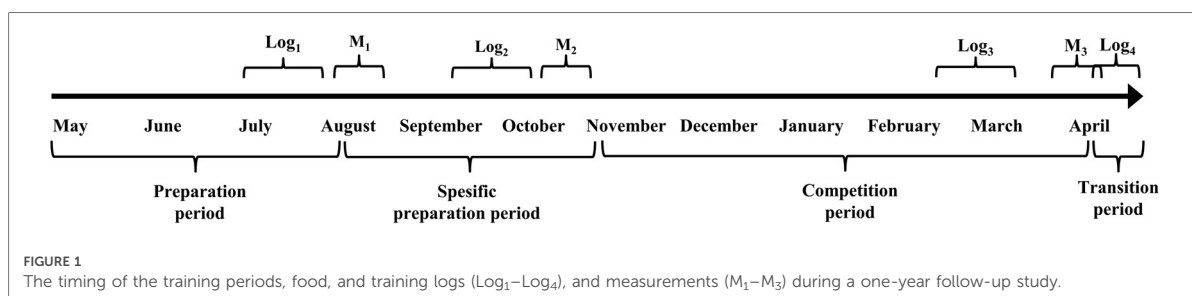 Log₁ M₁ Log₂ M₂ Log₃ M₃ Log₄
May June July August September October November December January February March April
Preparation period
Spesific preparation period
Competition period
Transition period
FIGURE 1
The timing of the training periods, food, and training logs (Log₁–Log₄), and measurements (M₁–M₃) during a one-year follow-up study.